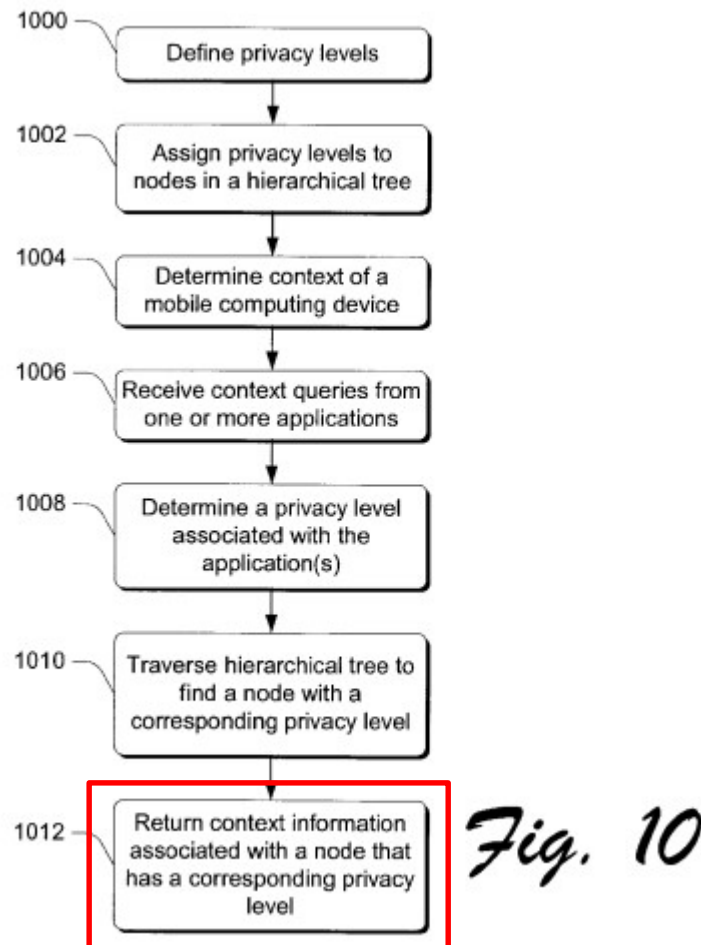 1000
Define privacy levels
1002
Assign privacy levels to
nodes in a hierarchical tree
1004
Determine context of a
mobile computing device
1006
Receive context queries from
one or more applications
1008
Determine a privacy level
associated with the
application(s)
1010
Traverse hierarchical tree to
find a node with a
corresponding privacy level
1012
Return context information
associated with a node that
has a corresponding privacy
level
Fig. 10